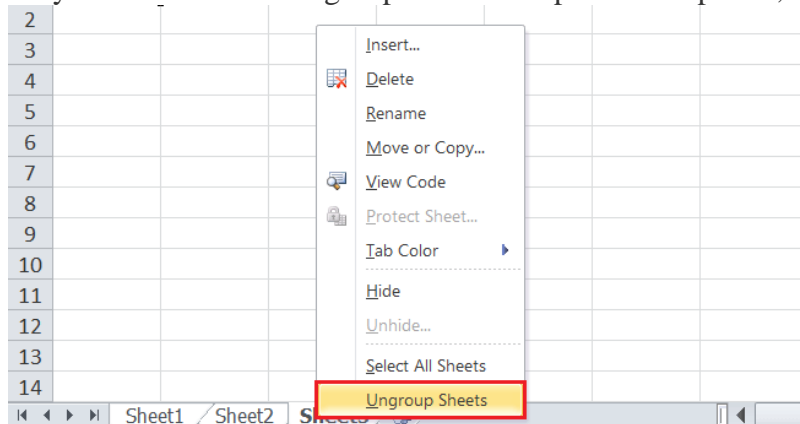 2
3
4
5
6
7
8
9
10
11
12
13
14
Insert...
Delete
Rename
Move or Copy...
View Code
Protect Sheet...
Tab Color
Hide
Unhide...
Select All Sheets
Ungroup Sheets
Sheet1 Sheet2